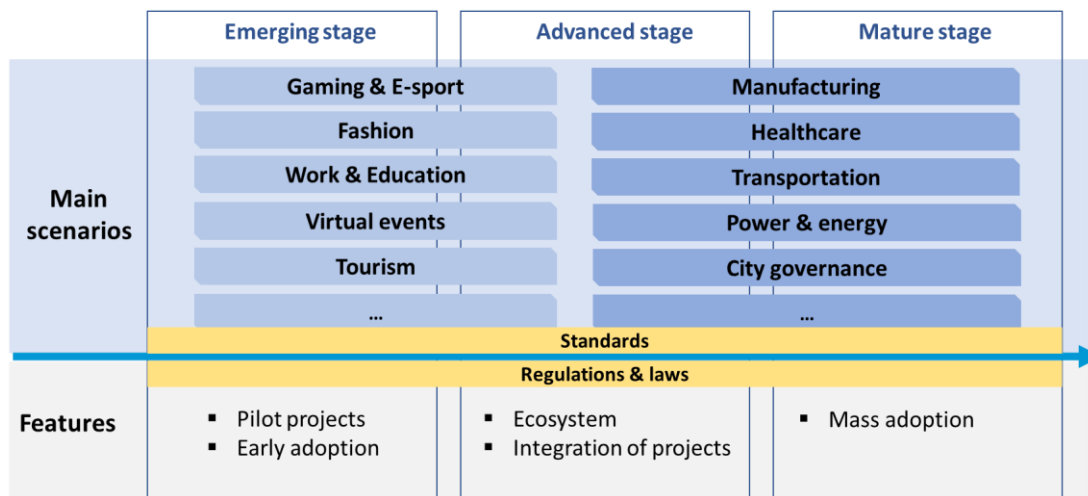 Emerging stage
Advanced stage
Mature stage
Main
scenarios
Gaming & E-sport
Fashion
Work & Education
Virtual events
Tourism
...
Manufacturing
Healthcare
Transportation
Power & energy
City governance
...
Standards
Regulations & laws
Features
▪ Pilot projects
▪ Early adoption
▪ Ecosystem
▪ Integration of projects
▪ Mass adoption